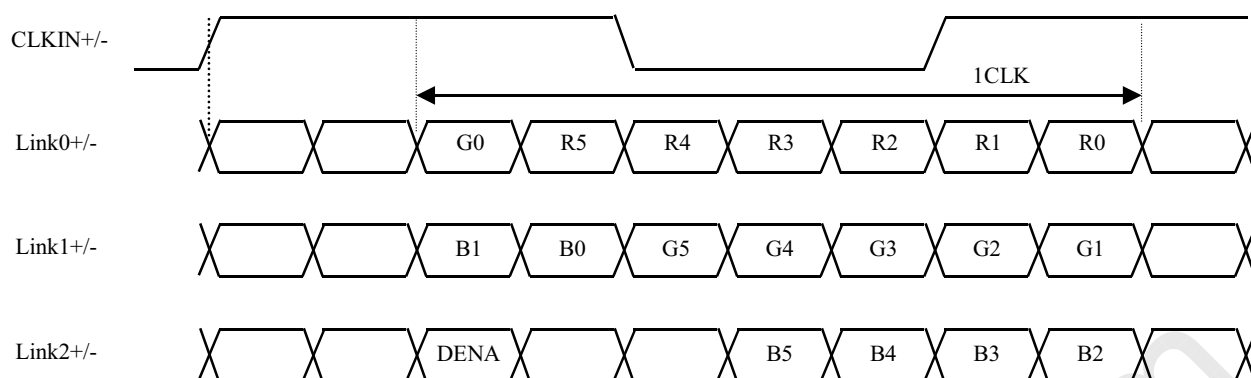 CLKIN+/-
1CLK
Link0+/- G0 R5 R4 R3 R2 R1 R0
Link1+/- B1 B0 G5 G4 G3 G2 G1
Link2+/- DENA B5 B4 B3 B2